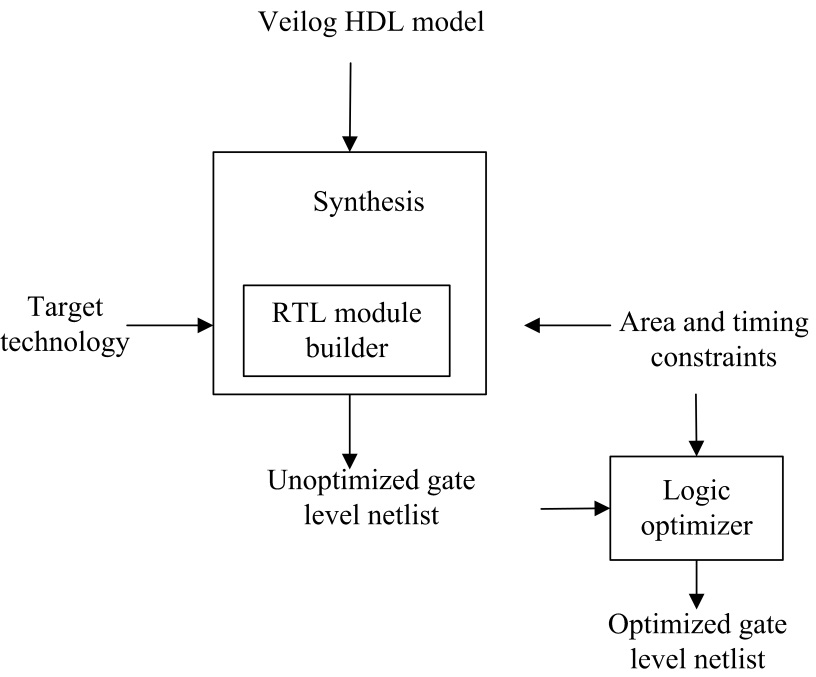 Veilog HDL model
Synthesis
Target
technology
RTL module
builder
Area and timing
constraints
Unoptimized gate
level netlist
Logic
optimizer
Optimized gate
level netlist